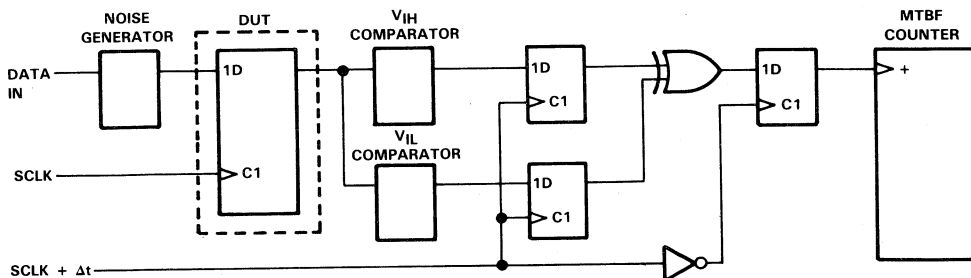 NOISE
GENERATOR
DUT
VIH
COMPARATOR
MTBF
COUNTER
DATA
IN
1D
C1
1D
C1
1D
C1
+
VIL
COMPARATOR
1D
C1
SCLK
SCLK + Δt